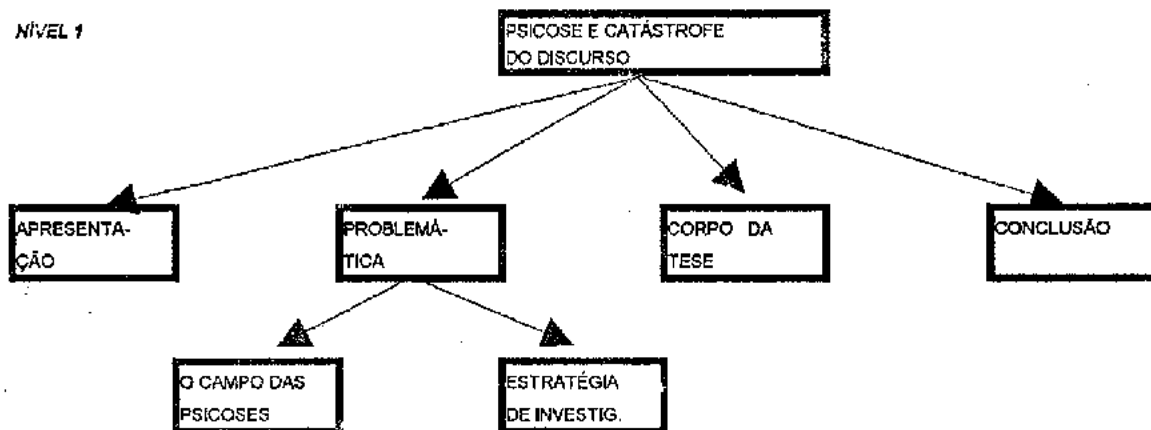 NÍVEL 1
PSICOSE E CATÁSTROFE
DO DISCURSO
APRESENTA-
ÇÃO
PROBLEMÁ-
TICA
CORPO DA
TESE
CONCLUSÃO
O CAMPO DAS
PSICOSES
ESTRATÉGIA
DE INVESTIG.